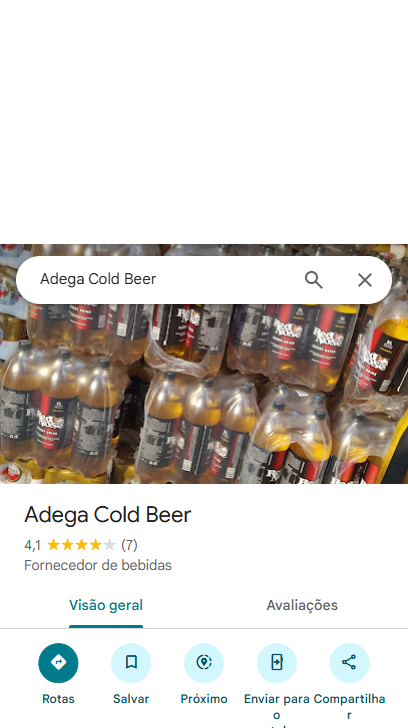 Adega Cold Beer
Adega Cold Beer
4,1 (7)
Fornecedor de bebidas
Visão geral
Avaliações
Rotas
Salvar
Próximo
Enviar para o
Compartilhar